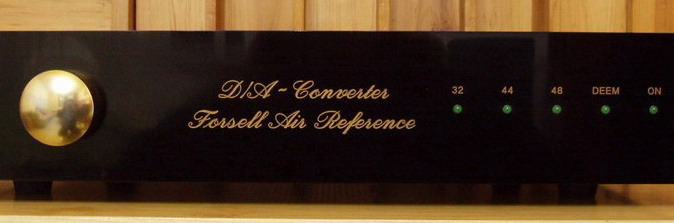 D/A - Converter
Forsell Air Reference
32 44 48 DEEM ON